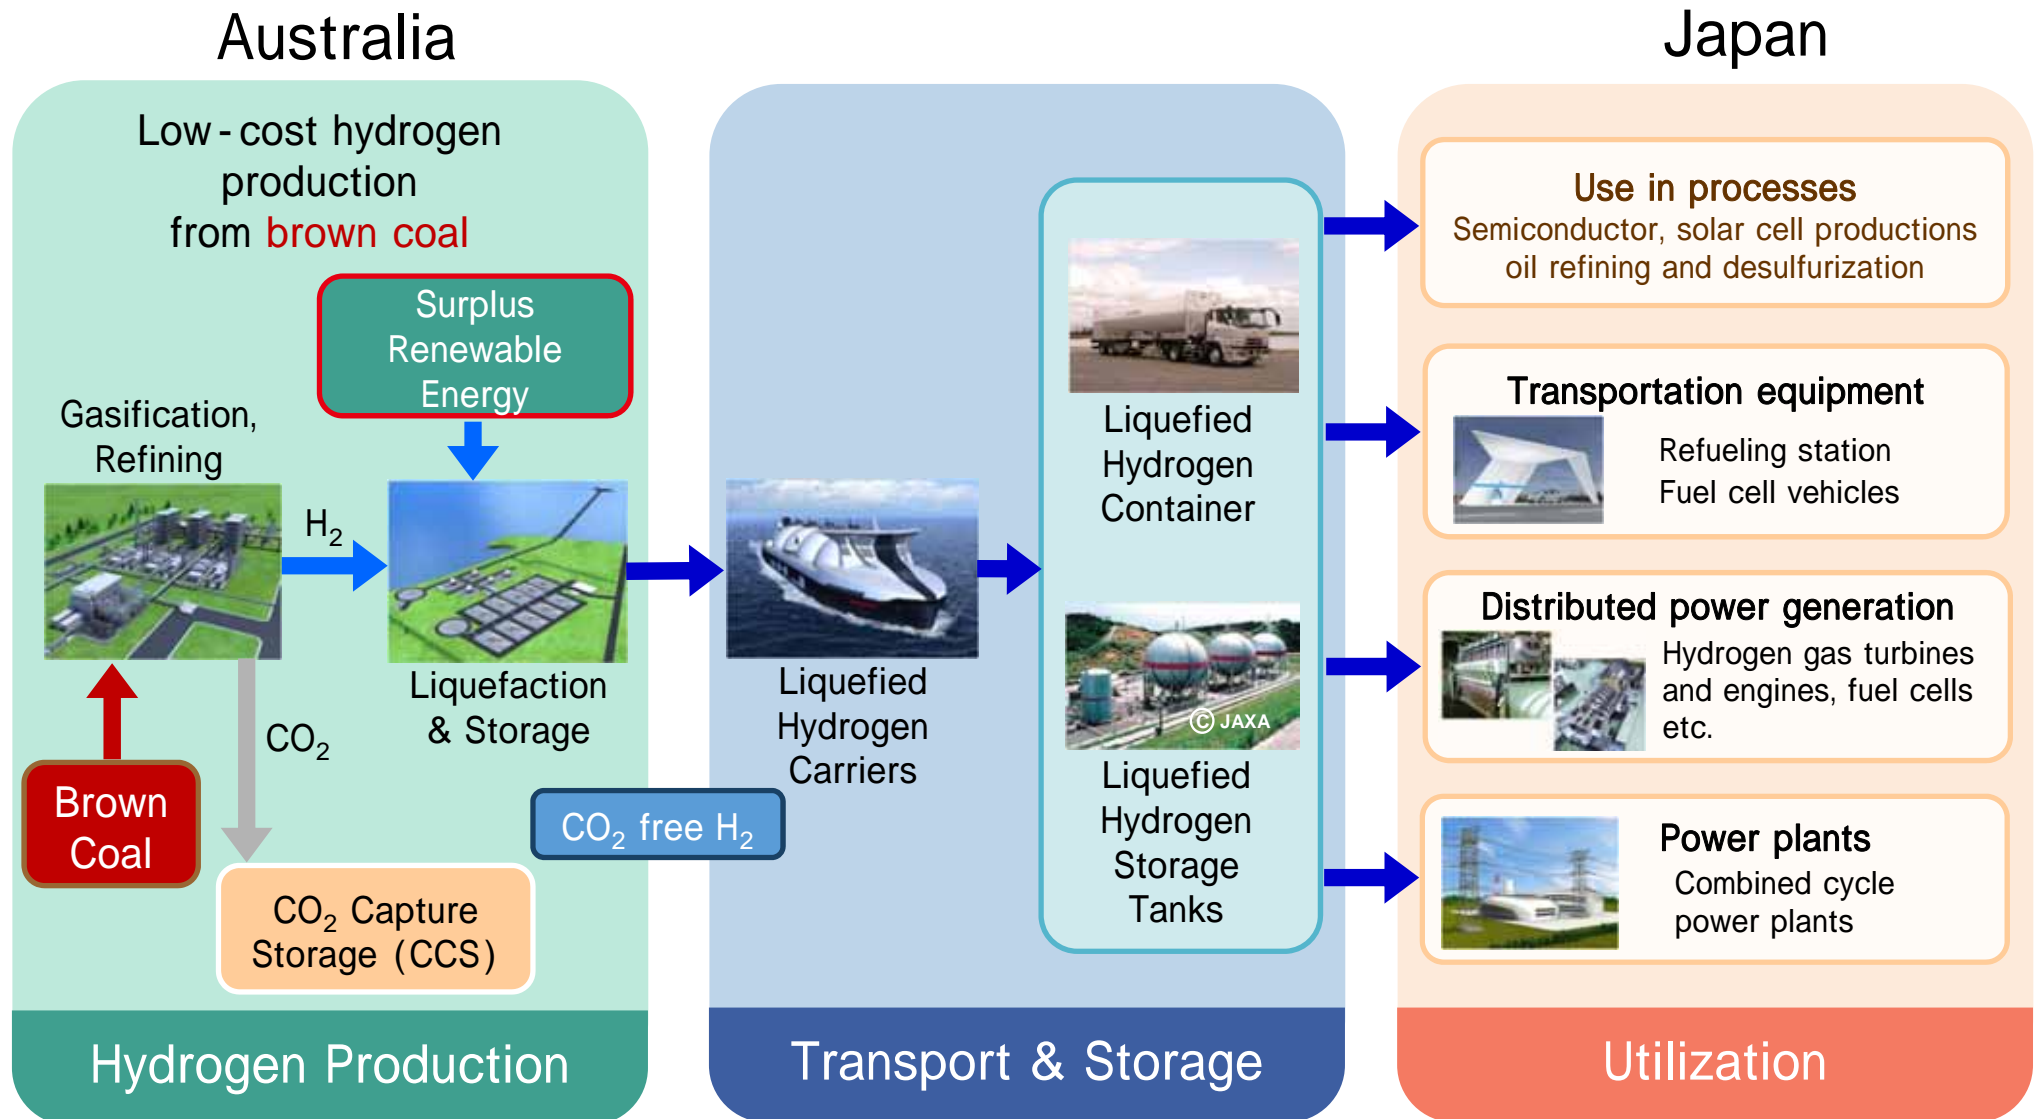 Australia
Japan
Low-cost hydrogen
production
from brown coal
Surplus
Renewable
Energy
Gasification,
Refining
H₂
Liquefaction
& Storage
CO₂
Brown
Coal
CO₂ Capture
Storage (CCS)
CO₂ free H₂
Hydrogen Production
Liquefied
Hydrogen
Carriers
Liquefied
Hydrogen
Container
© JAXA
Liquefied
Hydrogen
Storage
Tanks
Transport & Storage
Use in processes
Semiconductor, solar cell productions
oil refining and desulfurization
Transportation equipment
Refueling station
Fuel cell vehicles
Distributed power generation
Hydrogen gas turbines
and engines, fuel cells
etc.
Power plants
Combined cycle
power plants
Utilization